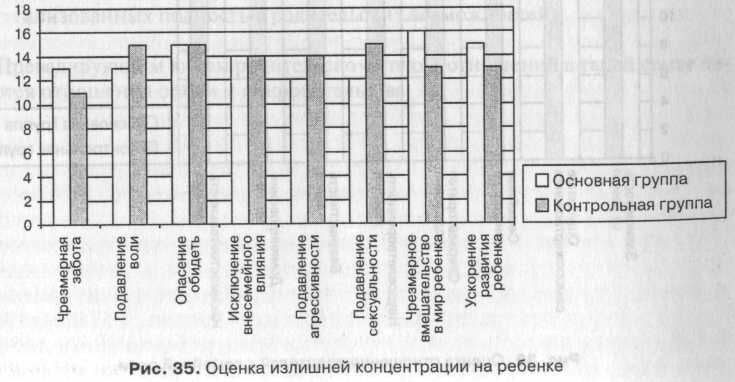 18
16
14
12
10
8
6
4
2
0
Чрезмерная
забота
Подавление
воли
Опасение
обидеть
Исключение
внесемейного
влияния
Подавление
агрессивности
Подавление
сексуальности
Чрезмерное
вмешательство
в мир ребенка
Ускорение
развития
ребенка
Основная группа
Контрольная группа
Рис. 35. Оценка излишней концентрации на ребенке